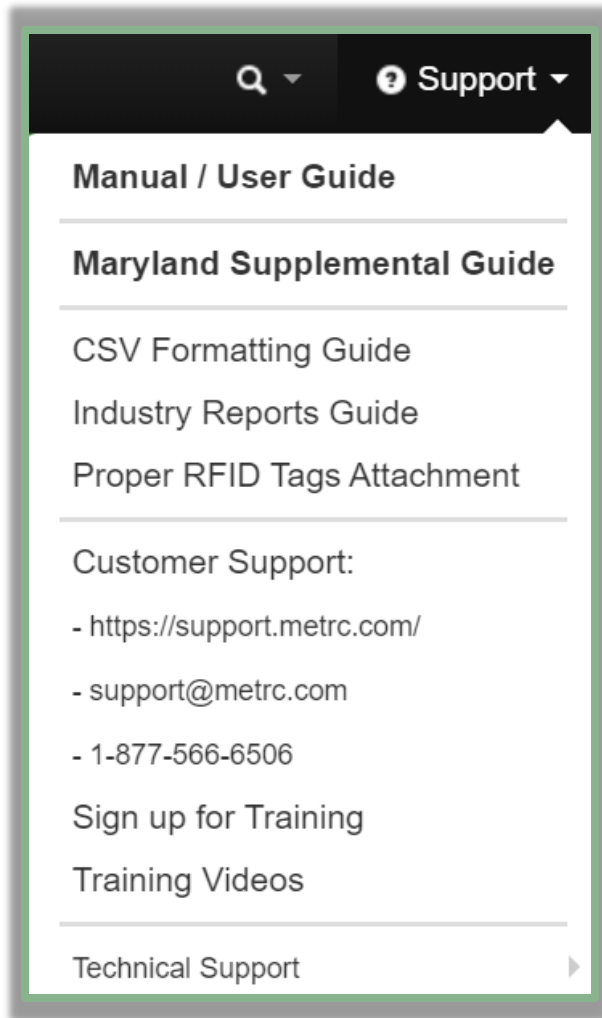 Support
Manual / User Guide
Maryland Supplemental Guide
CSV Formatting Guide
Industry Reports Guide
Proper RFID Tags Attachment
Customer Support:
- https://support.metrc.com/
- support@metrc.com
- 1-877-566-6506
Sign up for Training
Training Videos
Technical Support